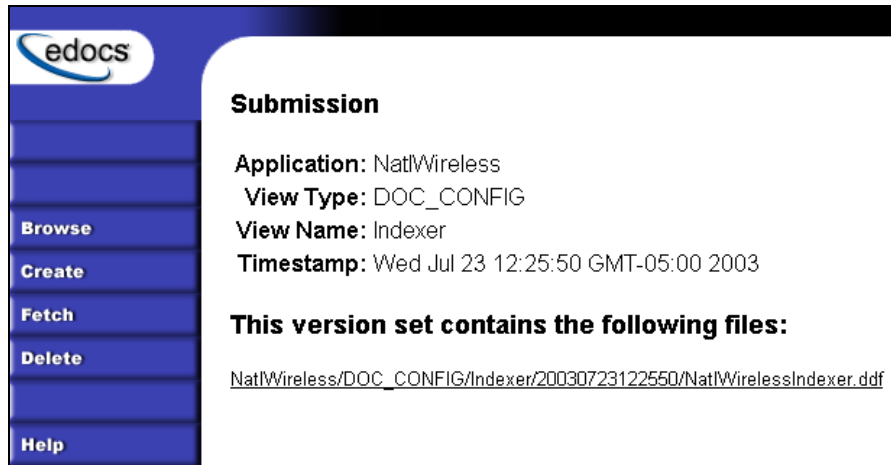 edocs
Browse
Create
Fetch
Delete
Help
Submission
Application: NatlWireless
View Type: DOC_CONFIG
View Name: Indexer
Timestamp: Wed Jul 23 12:25:50 GMT-05:00 2003
This version set contains the following files:
NatlWireless/DOC_CONFIG/Indexer/20030723122550/NatlWirelessIndexer.ddf